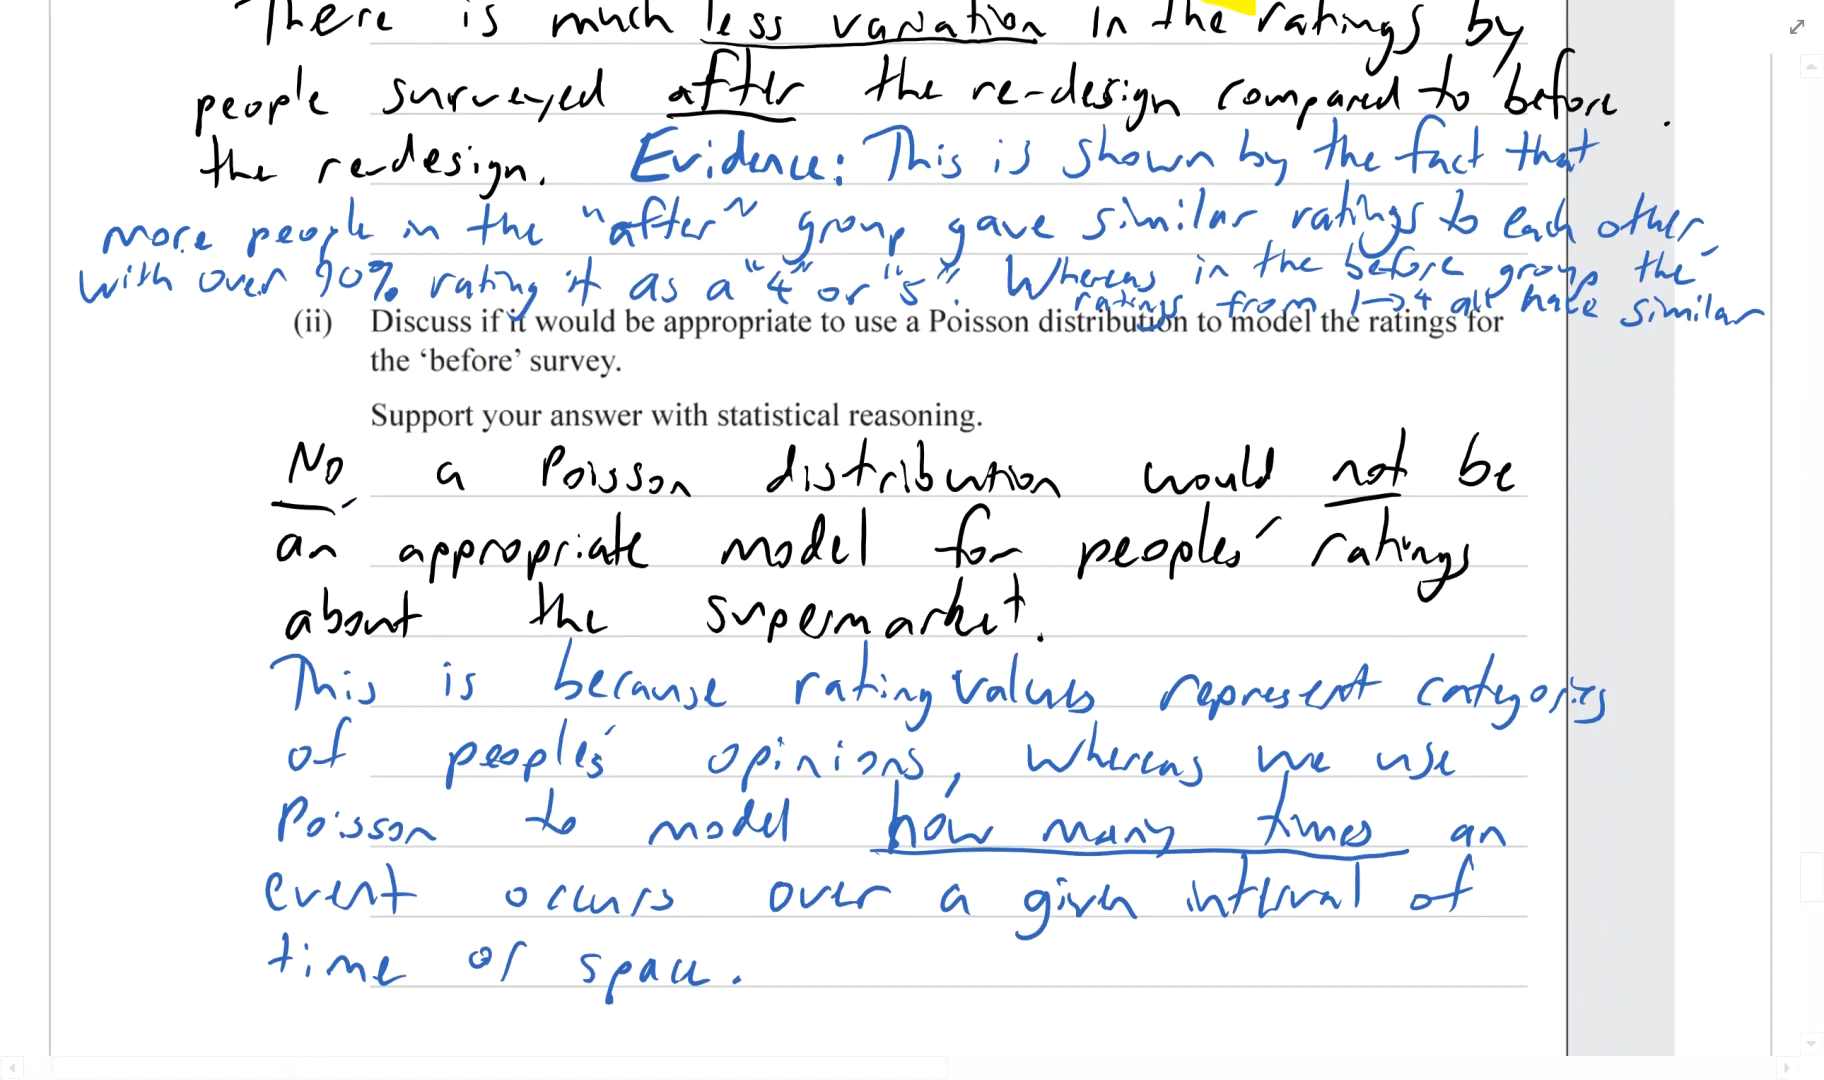 There is much less variation in the ratings by
people surveyed after the re-design compared to before
the re-design. Evidence: This is shown by the fact that
more people in the "after" group gave similar ratings to each other,
with over 90% rating it as a "4" or "5". Whereas in the before group the
ratings from 1→4 all have similar
(ii) Discuss if it would be appropriate to use a Poisson distribution to model the ratings for
the ‘before’ survey.
Support your answer with statistical reasoning.
No, a Poisson distribution would not be
an appropriate model for peoples' ratings
about the supermarket.
This is because rating values represent categories
of peoples' opinions, whereas we use
Poisson to model how many times an
event occurs over a given interval of
time or space.